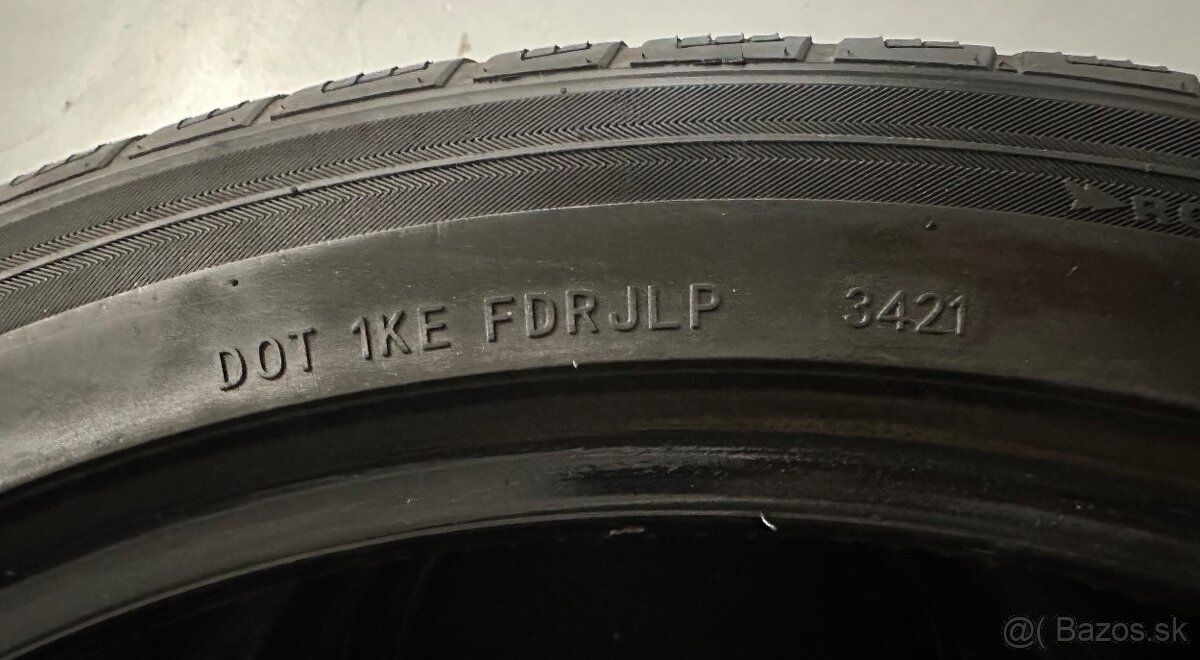 DOT 1KE FDRJLP 3421
@( Bazos.sk